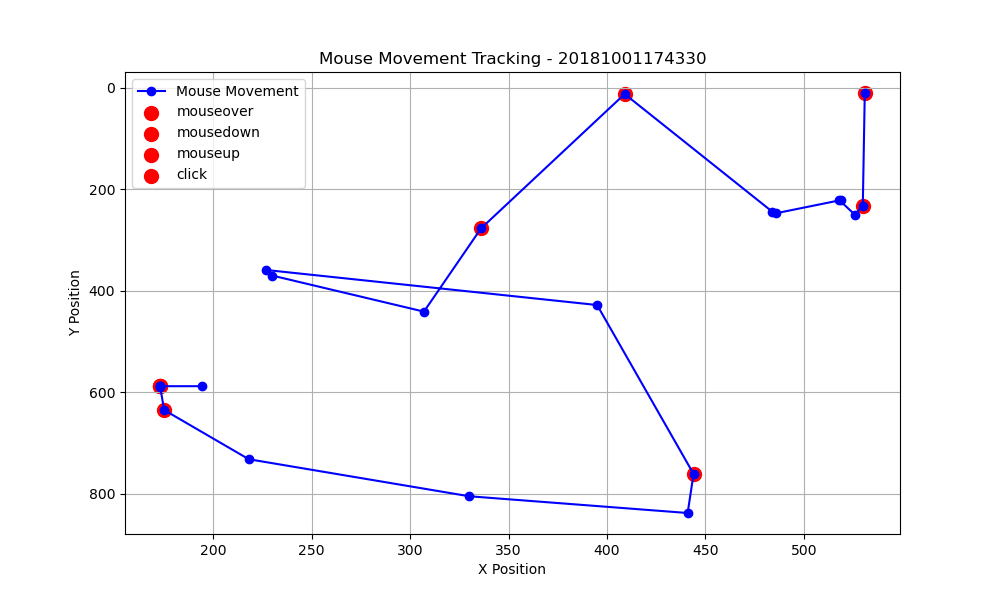 Mouse Movement Tracking - 20181001174330
Mouse Movement
mouseover
mousedown
mouseup
click
0
200
400
600
800
Y Position
200
250
300
350
400
450
500
X Position